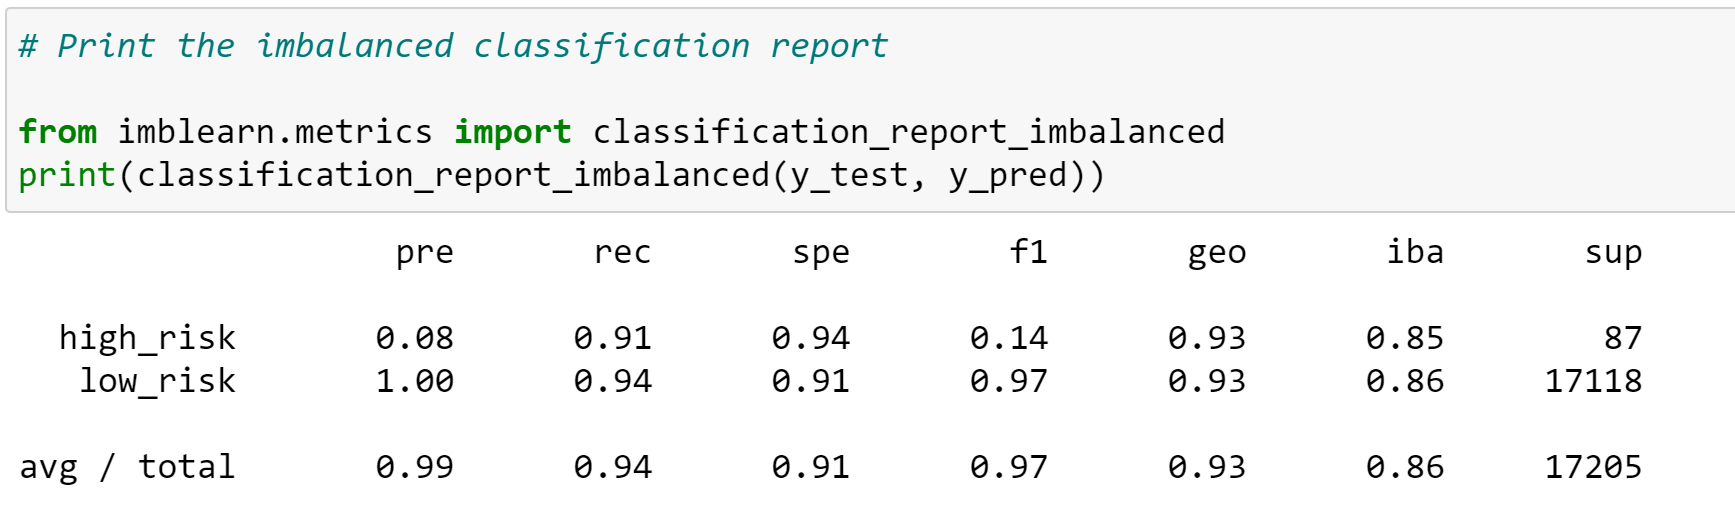 # Print the imbalanced classification report
from imblearn.metrics import classification_report_imbalanced
print(classification_report_imbalanced(y_test, y_pred))
pre rec spe f1 geo iba sup
high_risk 0.08 0.91 0.94 0.14 0.93 0.85 87
low_risk 1.00 0.94 0.91 0.97 0.93 0.86 17118
avg / total 0.99 0.94 0.91 0.97 0.93 0.86 17205